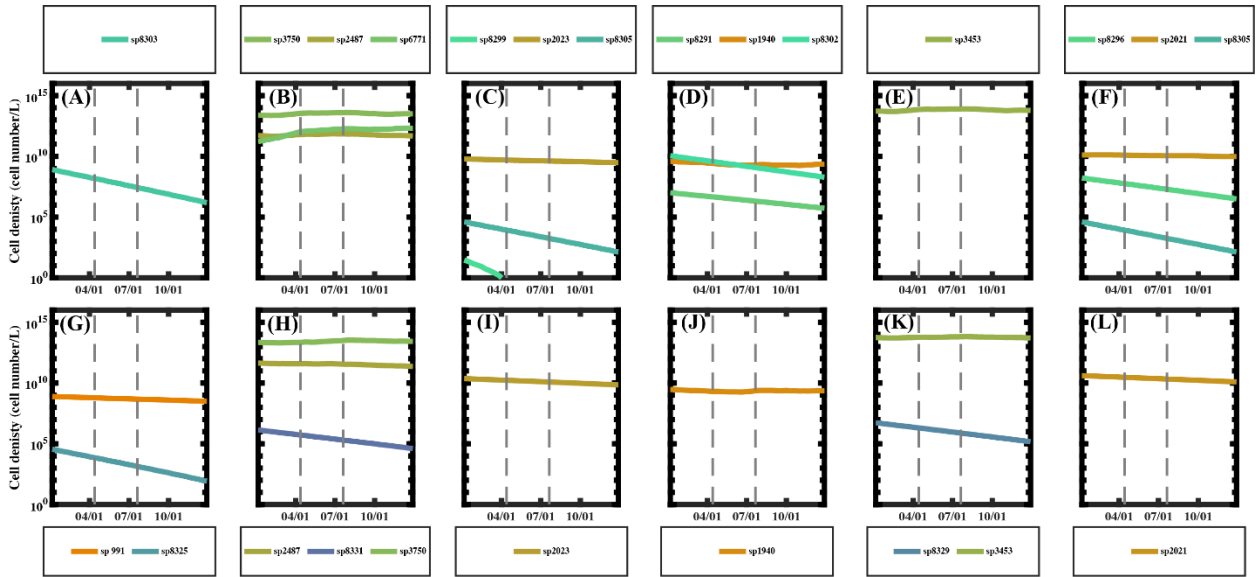 sp8303
sp3750 sp2487 sp6771
sp8299 sp2023 sp8305
sp8291 sp1940 sp8302
sp3453
sp8296 sp2021 sp8305
Cell denisty (cell number/L)
10^15
10^10
10^5
10^0
(A)
04/01 07/01 10/01
(B)
04/01 07/01 10/01
(C)
04/01 07/01 10/01
(D)
04/01 07/01 10/01
(E)
04/01 07/01 10/01
(F)
04/01 07/01 10/01
Cell denisty (cell number/L)
10^15
10^10
10^5
10^0
(G)
04/01 07/01 10/01
(H)
04/01 07/01 10/01
(I)
04/01 07/01 10/01
(J)
04/01 07/01 10/01
(K)
04/01 07/01 10/01
(L)
04/01 07/01 10/01
sp 991 sp8325
sp2487 sp8331 sp3750
sp2023
sp1940
sp8329 sp3453
sp2021